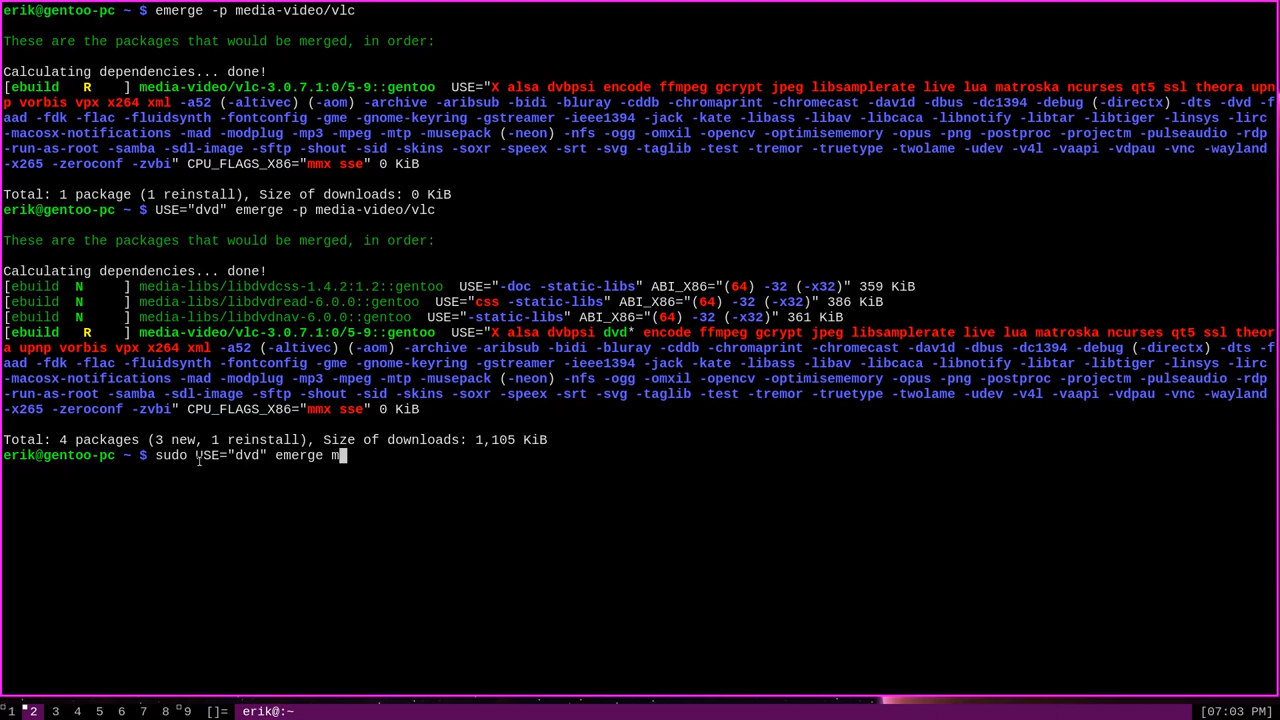 erik@gentoo-pc ~ $ emerge -p media-video/vlc
These are the packages that would be merged, in order:
Calculating dependencies... done!
[ebuild   R    ] media-video/vlc-3.0.7.1:0/5-9::gentoo  USE="X alsa dvbpsi encode ffmpeg gcrypt jpeg libsamplerate live lua matroska ncurses qt5 ssl theora upn
p vorbis vpx x264 xml -a52 (-altivec) (-aom) -archive -aribsub -bidi -bluray -cddb -chromaprint -chromecast -dav1d -dbus -dc1394 -debug (-directx) -dts -dvd -f
aad -fdk -flac -fluidsynth -fontconfig -gme -gnome-keyring -gstreamer -ieee1394 -jack -kate -libass -libav -libcaca -libnotify -libtar -libtiger -linsys -lirc
-macosx-notifications -mad -modplug -mp3 -mpeg -mtp -musepack (-neon) -nfs -ogg -omxil -opencv -optimisememory -opus -png -postproc -projectm -pulseaudio -rdp
-run-as-root -samba -sdl-image -sftp -shout -sid -skins -soxr -speex -srt -svg -taglib -test -tremor -truetype -twolame -udev -v4l -vaapi -vdpau -vnc -wayland
-x265 -zeroconf -zvbi" CPU_FLAGS_X86="mmx sse" 0 KiB
Total: 1 package (1 reinstall), Size of downloads: 0 KiB
erik@gentoo-pc ~ $ USE="dvd" emerge -p media-video/vlc
These are the packages that would be merged, in order:
Calculating dependencies... done!
[ebuild  N     ] media-libs/libdvdcss-1.4.2:1.2::gentoo  USE="-doc -static-libs" ABI_X86="(64) -32 (-x32)" 359 KiB
[ebuild  N     ] media-libs/libdvdread-6.0.0::gentoo  USE="css -static-libs" ABI_X86="(64) -32 (-x32)" 386 KiB
[ebuild  N     ] media-libs/libdvdnav-6.0.0::gentoo  USE="-static-libs" ABI_X86="(64) -32 (-x32)" 361 KiB
[ebuild   R    ] media-video/vlc-3.0.7.1:0/5-9::gentoo  USE="X alsa dvbpsi dvd* encode ffmpeg gcrypt jpeg libsamplerate live lua matroska ncurses qt5 ssl theor
a upnp vorbis vpx x264 xml -a52 (-altivec) (-aom) -archive -aribsub -bidi -bluray -cddb -chromaprint -chromecast -dav1d -dbus -dc1394 -debug (-directx) -dts -f
aad -fdk -flac -fluidsynth -fontconfig -gme -gnome-keyring -gstreamer -ieee1394 -jack -kate -libass -libav -libcaca -libnotify -libtar -libtiger -linsys -lirc
-macosx-notifications -mad -modplug -mp3 -mpeg -mtp -musepack (-neon) -nfs -ogg -omxil -opencv -optimisememory -opus -png -postproc -projectm -pulseaudio -rdp
-run-as-root -samba -sdl-image -sftp -shout -sid -skins -soxr -speex -srt -svg -taglib -test -tremor -truetype -twolame -udev -v4l -vaapi -vdpau -vnc -wayland
-x265 -zeroconf -zvbi" CPU_FLAGS_X86="mmx sse" 0 KiB
Total: 4 packages (3 new, 1 reinstall), Size of downloads: 1,105 KiB
erik@gentoo-pc ~ $ sudo USE="dvd" emerge m
1 2 3 4 5 6 7 8 9 []= erik@:~ [07:03 PM]